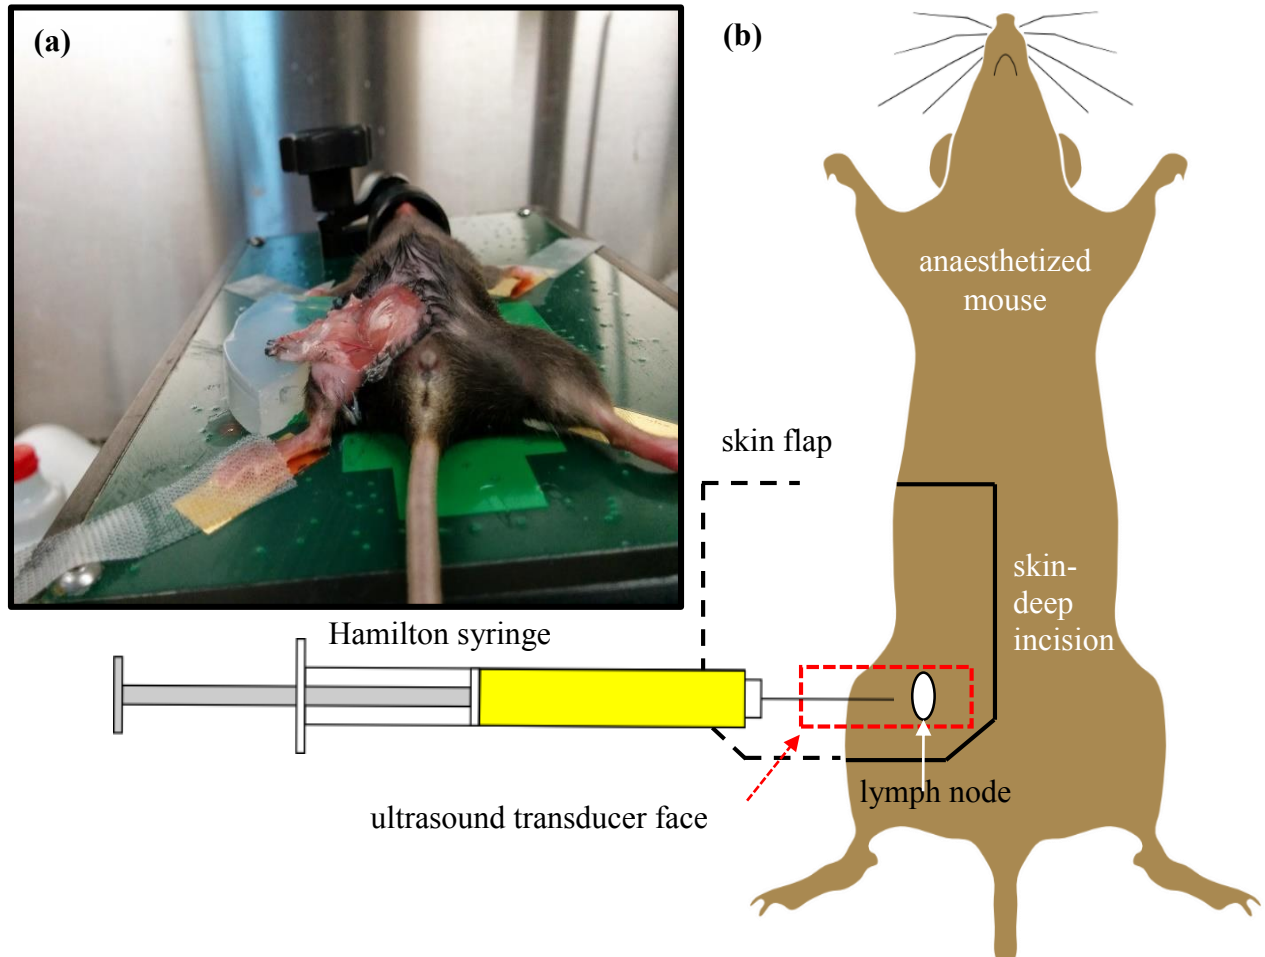 (a)
(b)
anaesthetized
mouse
skin flap
skin-
deep
incision
Hamilton syringe
lymph node
ultrasound transducer face